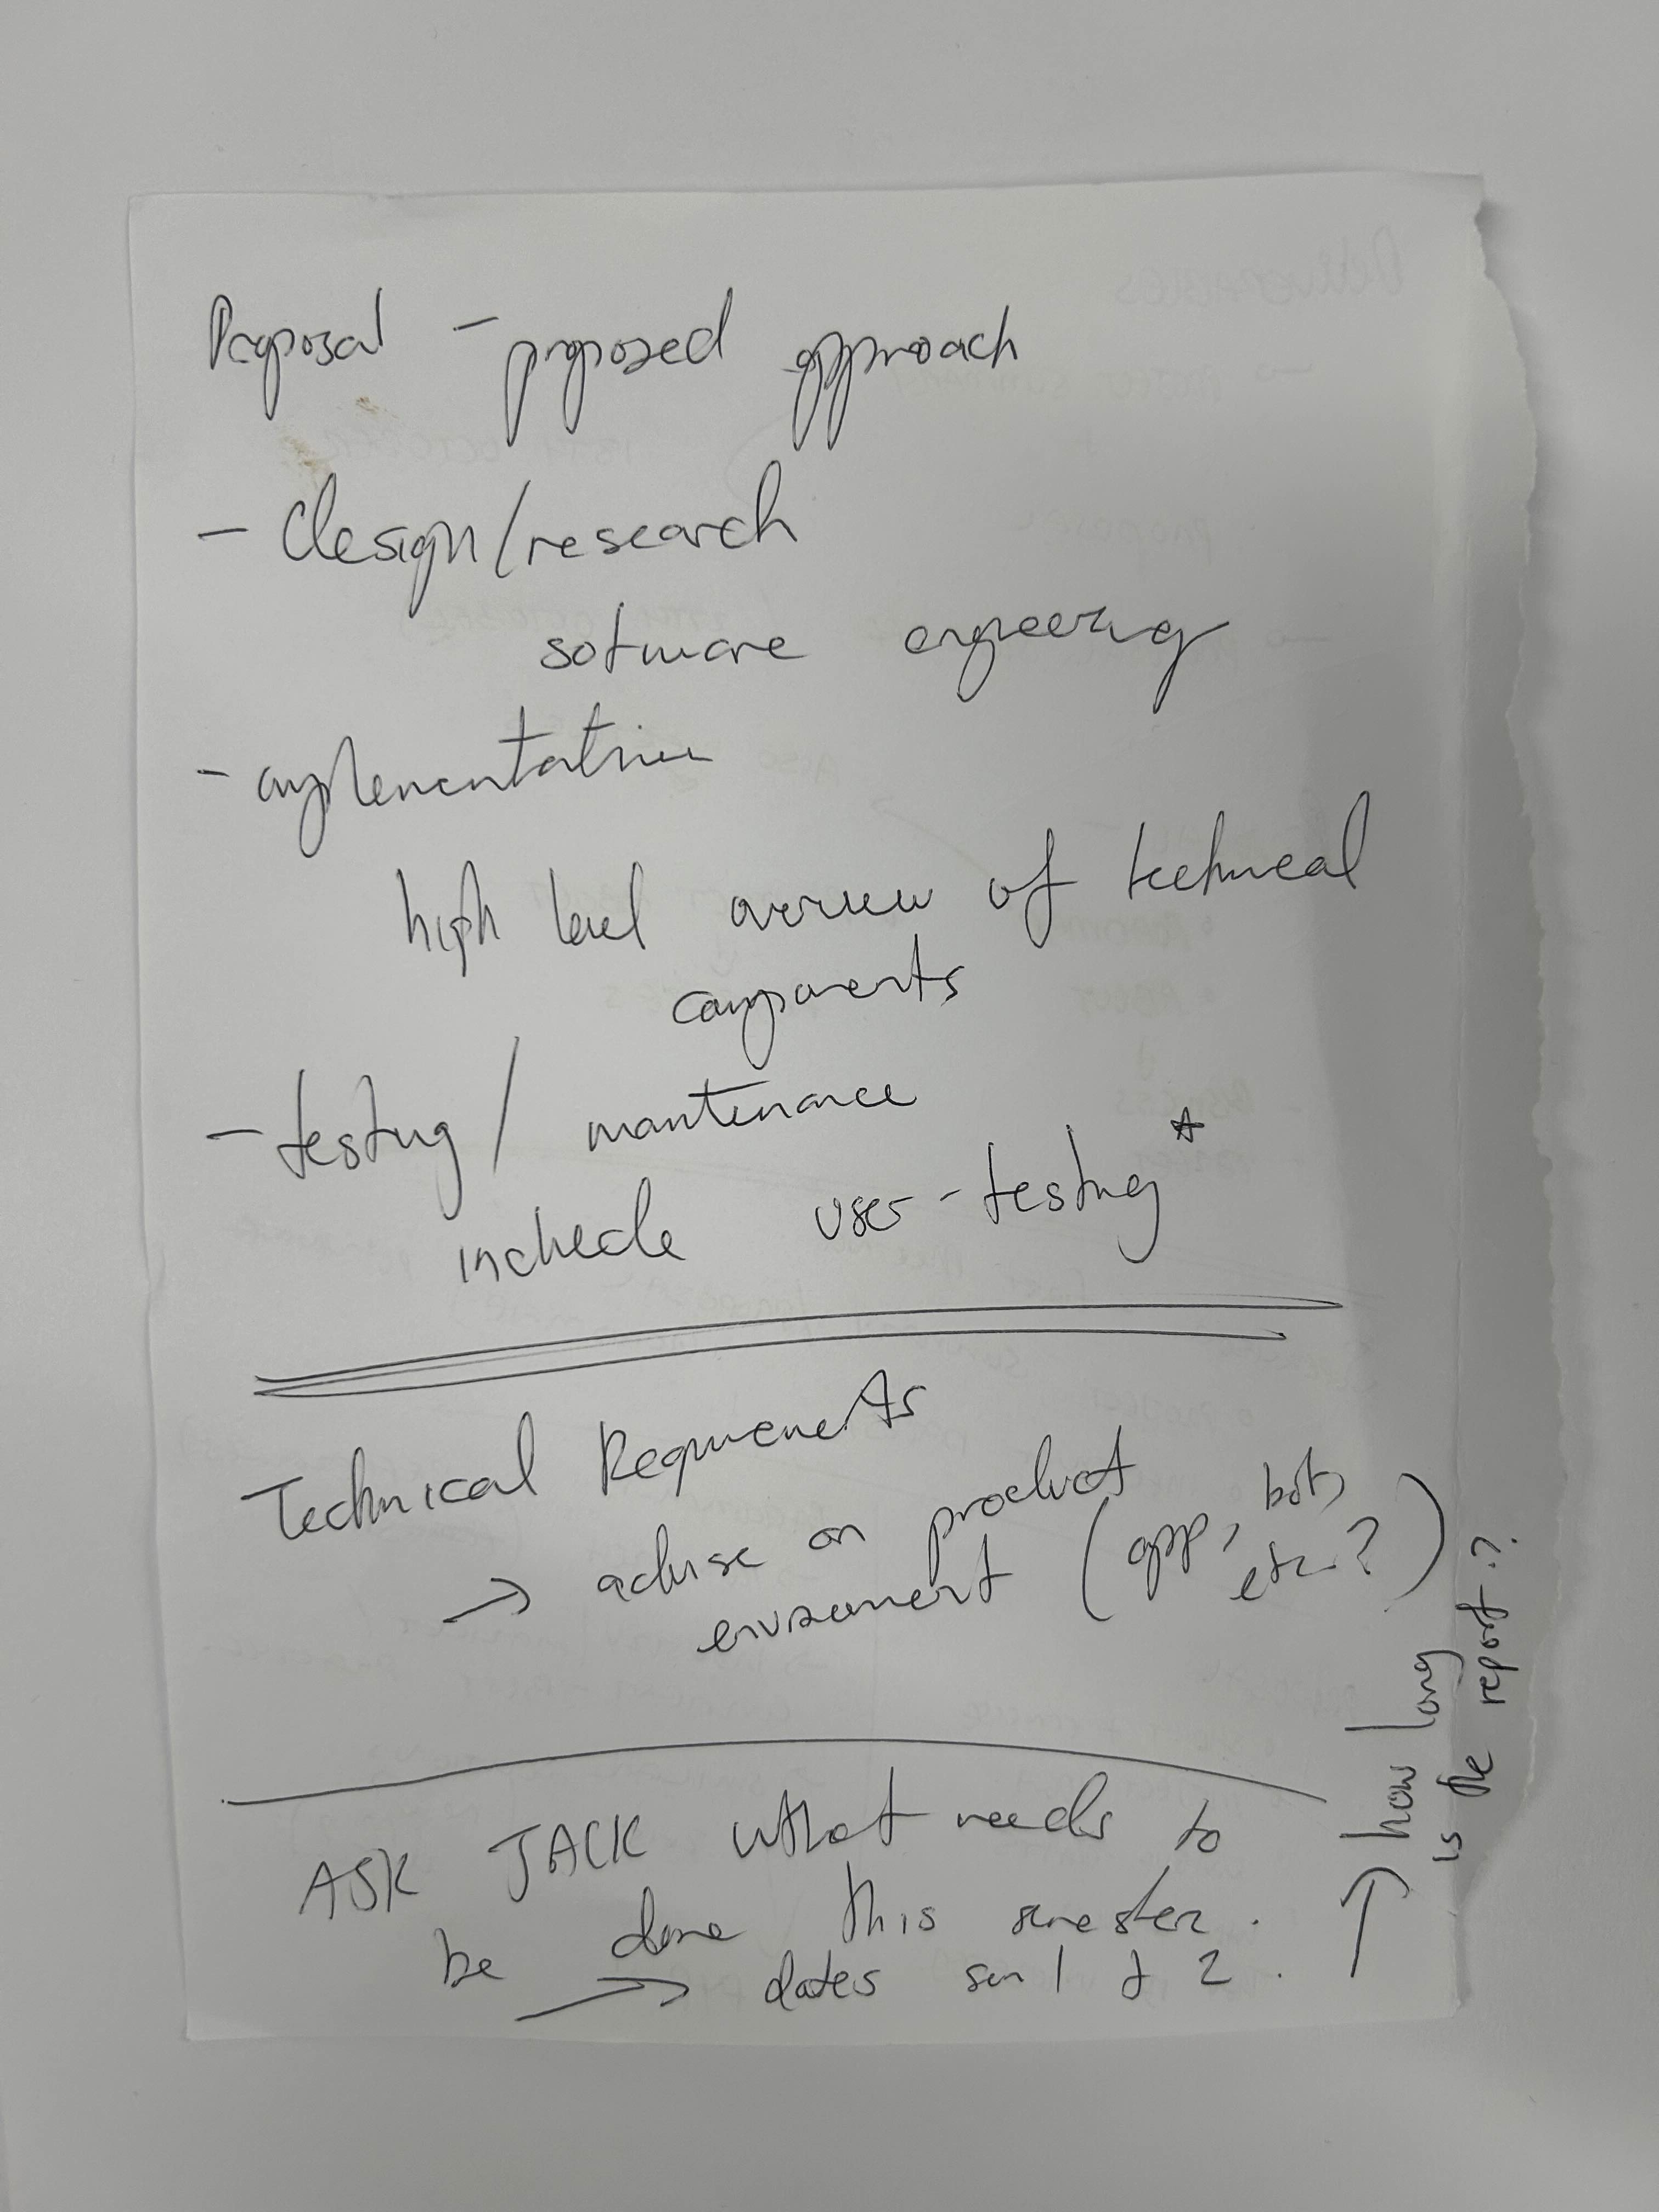 Proposal - proposed approach
- design/research
software engineering
- implementation
high level overview of technical
components
- testing / maintenance
include user-testing*
Technical Requirements
→ advise on product
enviroment (app, bots,
etc.?)
ASK JACK what needs to
be done this semester.
→ dates sem 1 & 2.
→ how long
is the report??